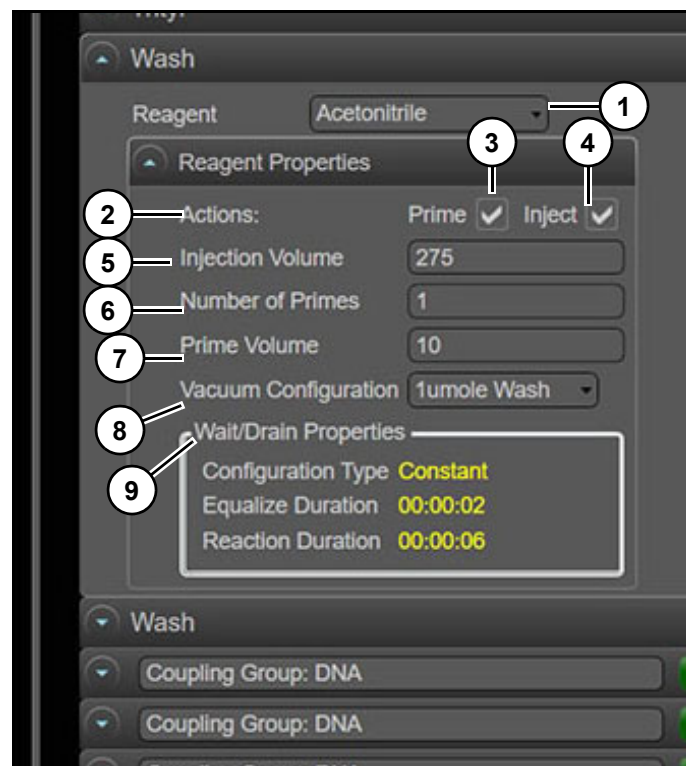 Wash
Reagent Acetonitrile 1
3 4
Reagent Properties
2 Actions: Prime Inject
5 Injection Volume 275
6 Number of Primes 1
7 Prime Volume 10
8 Vacuum Configuration 1umole Wash
9 Wait/Drain Properties
Configuration Type Constant
Equalize Duration 00:00:02
Reaction Duration 00:00:06
Wash
Coupling Group: DNA
Coupling Group: DNA